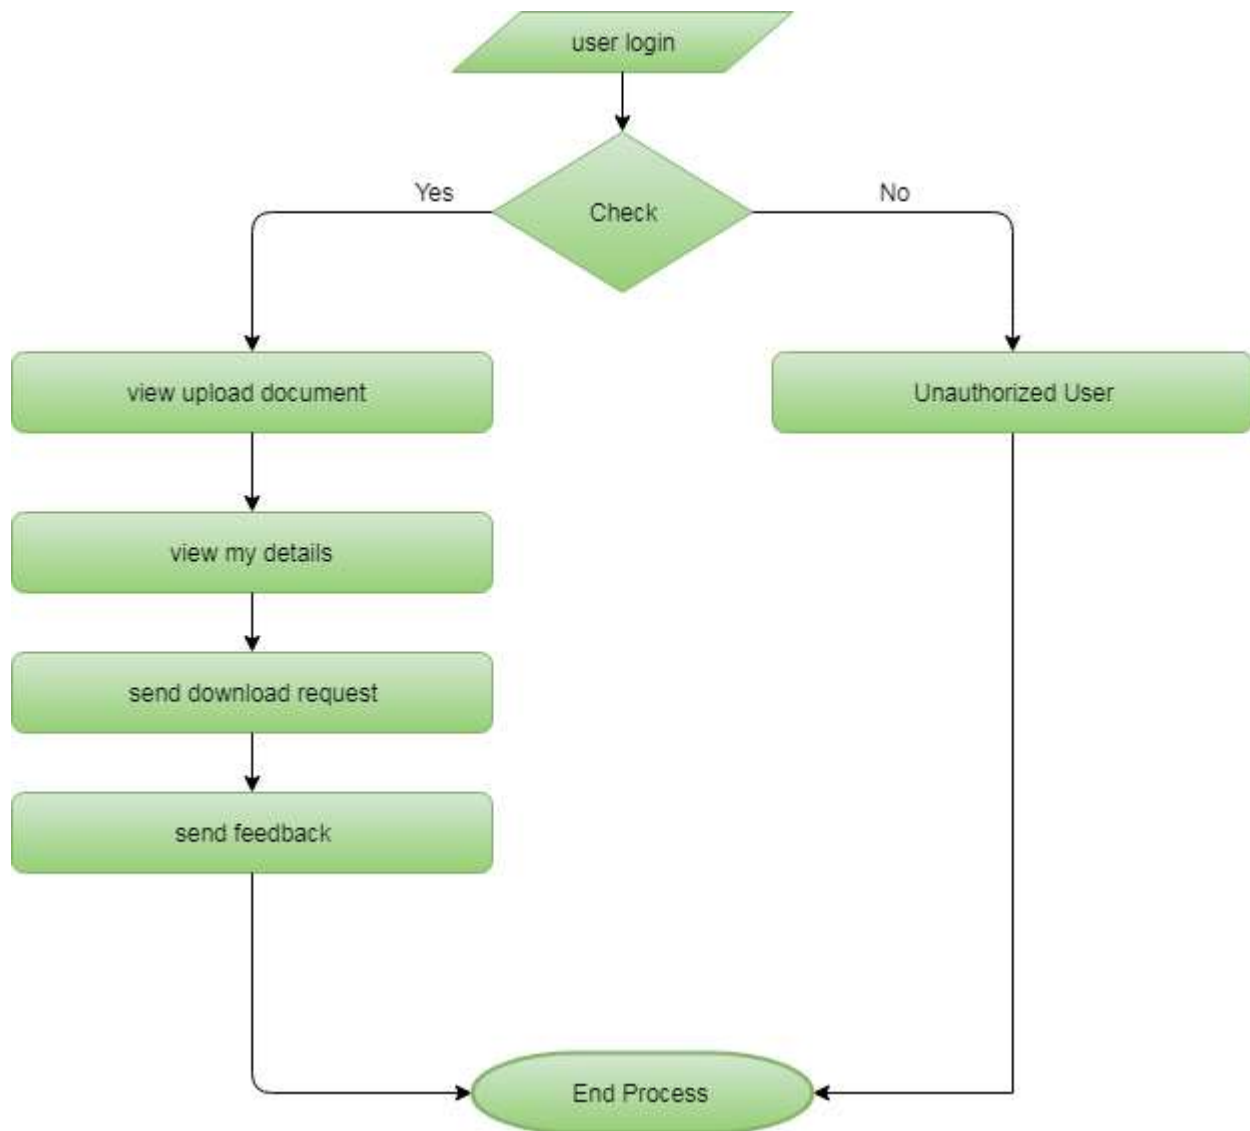 user login
Yes
Check
No
view upload document
Unauthorized User
view my details
send download request
send feedback
End Process